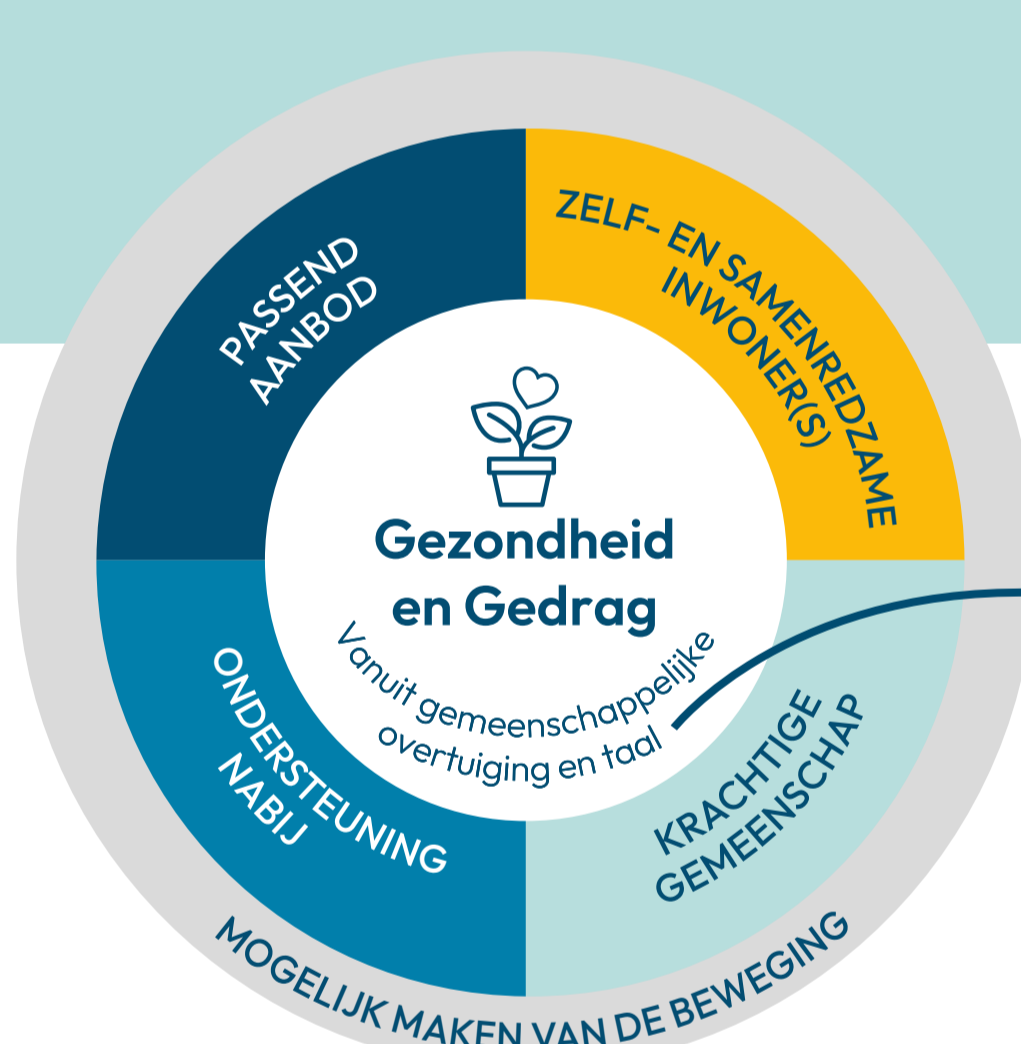 PASSEND
AANBOD
ZELF- EN SAMENREDZAME
INWONER(S)
Gezondheid
en Gedrag
Vanuit gemeenschappelijke
overtuiging en taal
ONDERSTEUNING
NABIJ
KRACHTIGE
GEMEENSCHAP
MOGELIJK MAKEN VAN DE BEWEGING